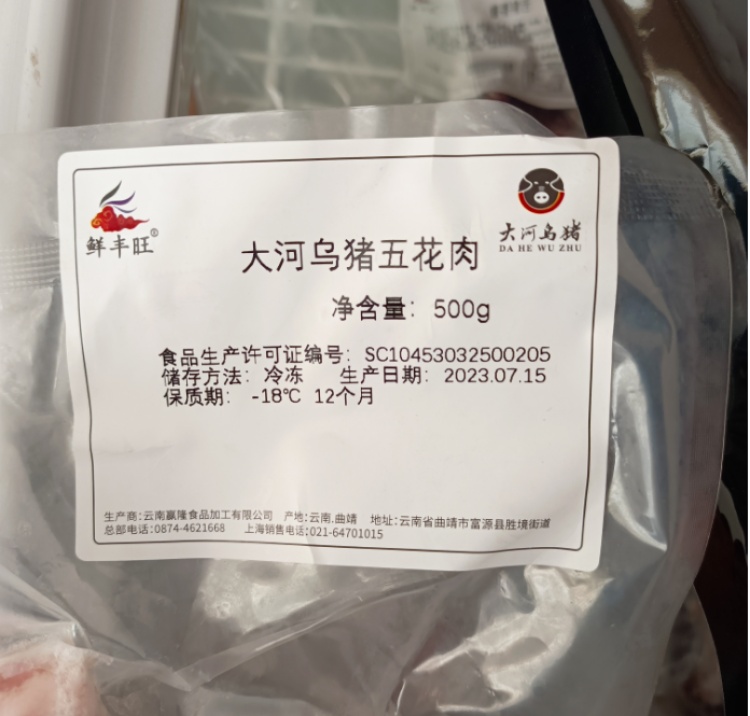 鲜丰旺®
大河乌猪
DA HE WU ZHU
大河乌猪五花肉
净含量：500g
食品生产许可证编号：SC10453032500205
储存方法：冷冻 生产日期：2023.07.15
保质期：-18℃ 12个月
生产商：云南赢隆食品加工有限公司 产地：云南.曲靖 地址：云南省曲靖市富源县胜境街道
总部电话：0874-4621668 上海销售电话：021-64701015